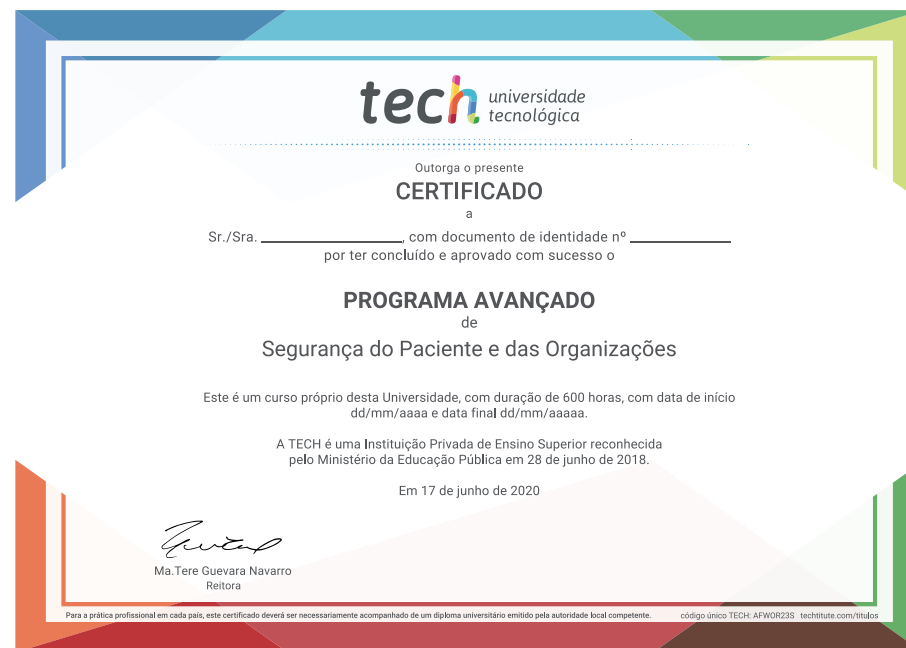 tech universidade
tecnológica
Outorga o presente
CERTIFICADO
a
Sr./Sra. ________________, com documento de identidade nº ____________
por ter concluído e aprovado com sucesso o
PROGRAMA AVANÇADO
de
Segurança do Paciente e das Organizações
Este é um curso próprio desta Universidade, com duração de 600 horas, com data de início
dd/mm/aaaa e data final dd/mm/aaaaa.
A TECH é uma Instituição Privada de Ensino Superior reconhecida
pelo Ministério da Educação Pública em 28 de junho de 2018.
Em 17 de junho de 2020
Ma.Tere Guevara Navarro
Reitora
Para a prática profissional em cada país, este certificado deverá ser necessariamente acompanhado de um diploma universitário emitido pela autoridade local competente.
código único TECH: AFWOR23S techtitute.com/titulos